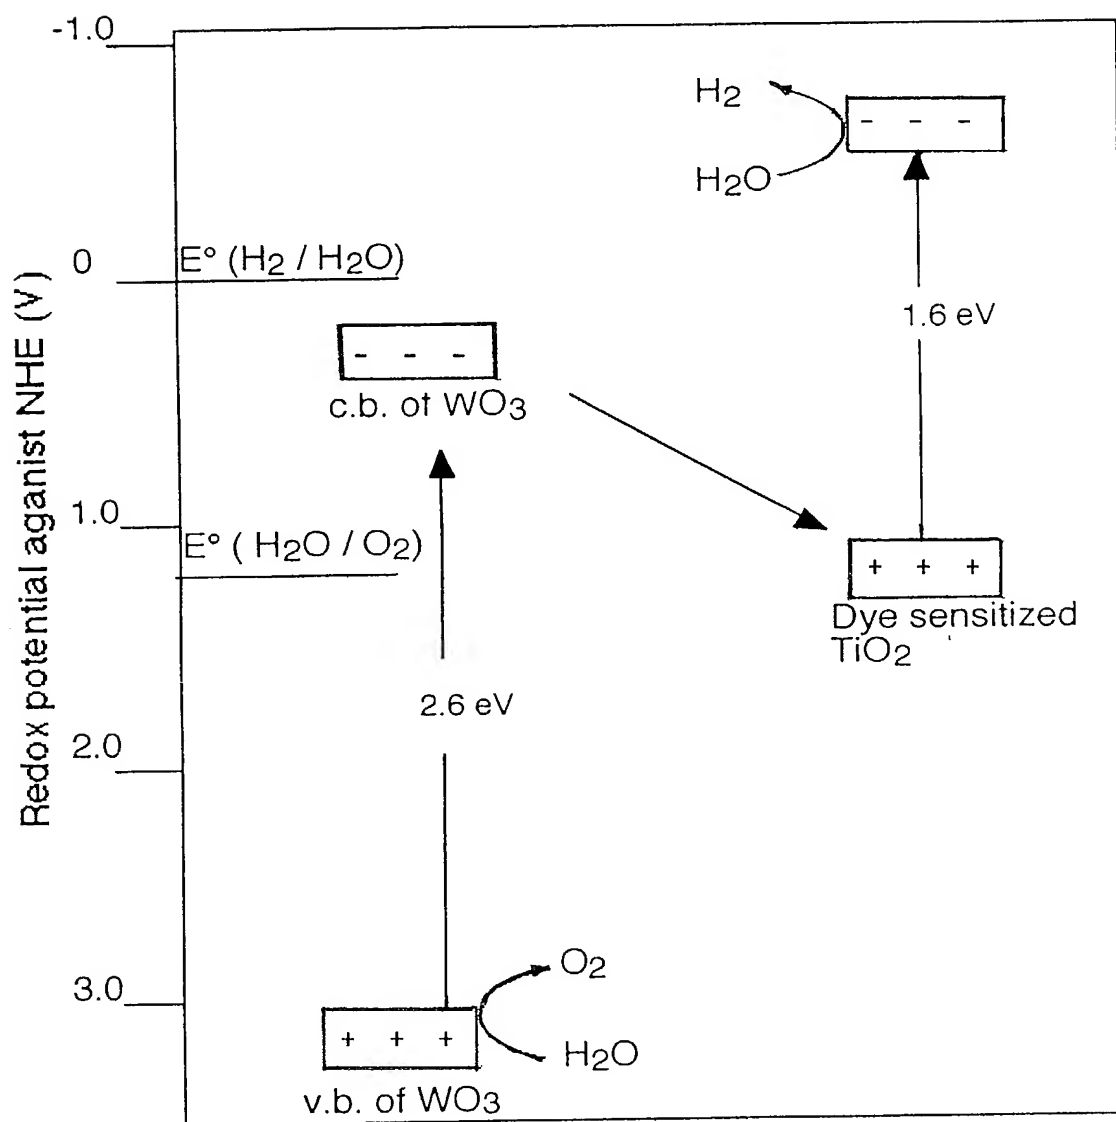 -1.0
H2
- - -
H2O
0
E° (H2 / H2O)
1.6 eV
- - -
c.b. of WO3
Redox potential aganist NHE (V)
1.0
E° ( H2O / O2)
+ + +
Dye sensitized
TiO2
2.6 eV
2.0
O2
3.0
+ + +
H2O
v.b. of WO3